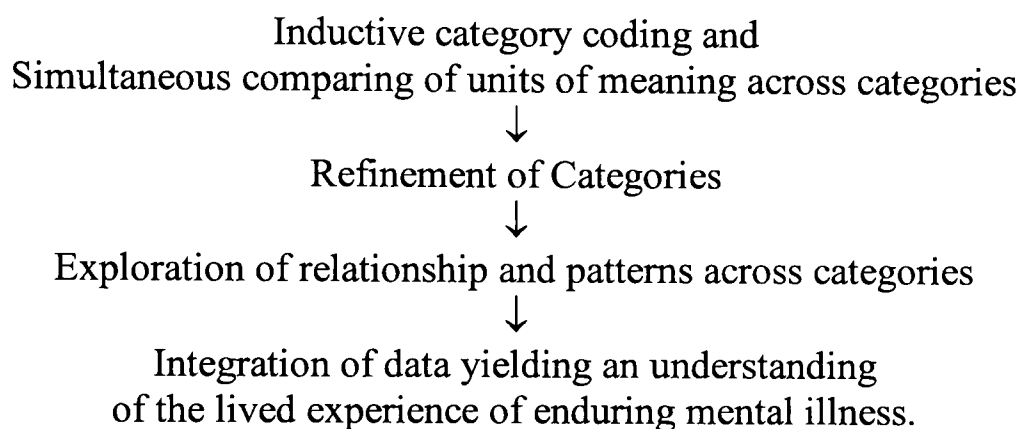 Inductive category coding and
Simultaneous comparing of units of meaning across categories
↓
Refinement of Categories
↓
Exploration of relationship and patterns across categories
↓
Integration of data yielding an understanding
of the lived experience of enduring mental illness.